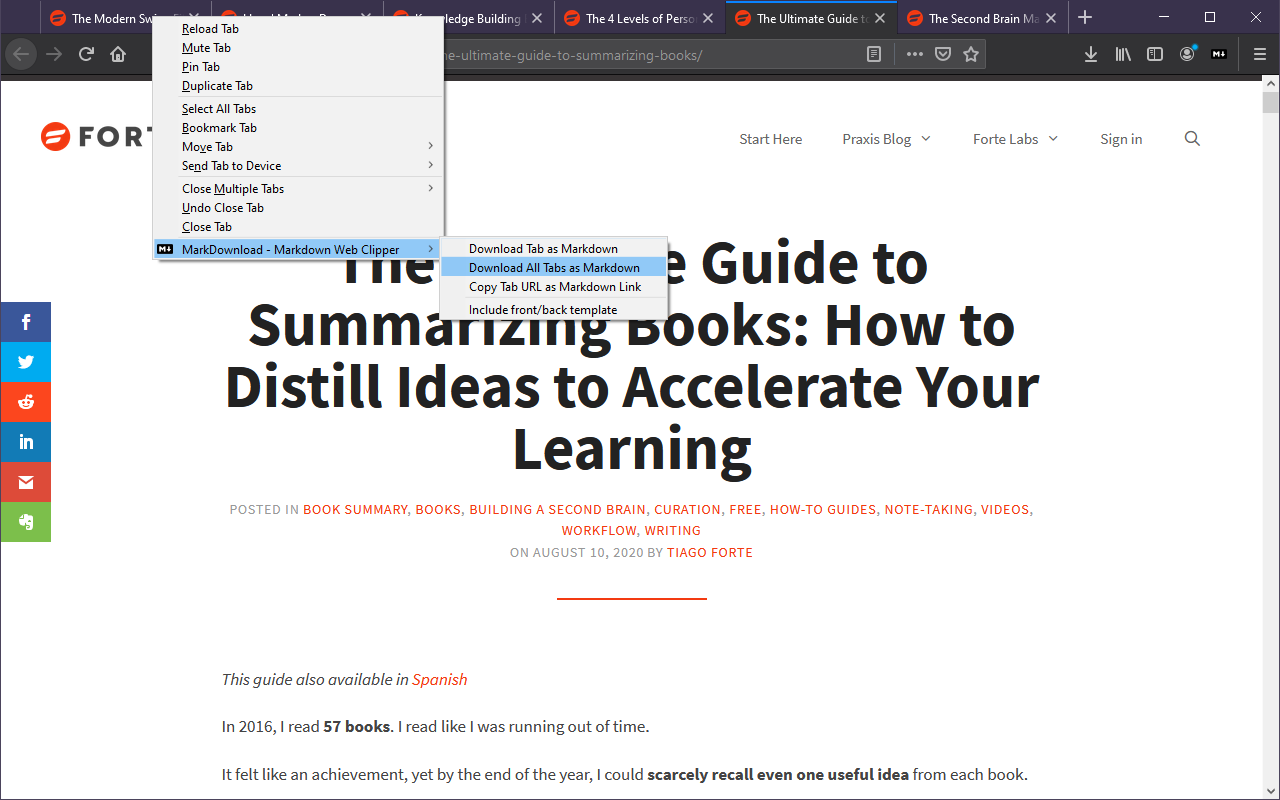 The Modern Swi
Knowledge Building
The 4 Levels of Perso
The Ultimate Guide to
The Second Brain Ma
Reload Tab
Mute Tab
Pin Tab
Duplicate Tab
Select All Tabs
Bookmark Tab
Move Tab
Send Tab to Device
Close Multiple Tabs
Undo Close Tab
Close Tab
MarkDownload - Markdown Web Clipper
Download Tab as Markdown
Download All Tabs as Markdown
Copy Tab URL as Markdown Link
Include front/back template
he-ultimate-guide-to-summarizing-books/
M
FORT
Start Here
Praxis Blog
Forte Labs
Sign in
The e Guide to
Summarizing Books: How to
Distill Ideas to Accelerate Your
Learning
POSTED IN BOOK SUMMARY, BOOKS, BUILDING A SECOND BRAIN, CURATION, FREE, HOW-TO GUIDES, NOTE-TAKING, VIDEOS,
WORKFLOW, WRITING
ON AUGUST 10, 2020 BY TIAGO FORTE
This guide also available in Spanish
In 2016, I read 57 books. I read like I was running out of time.
It felt like an achievement, yet by the end of the year, I could scarcely recall even one useful idea from each book.